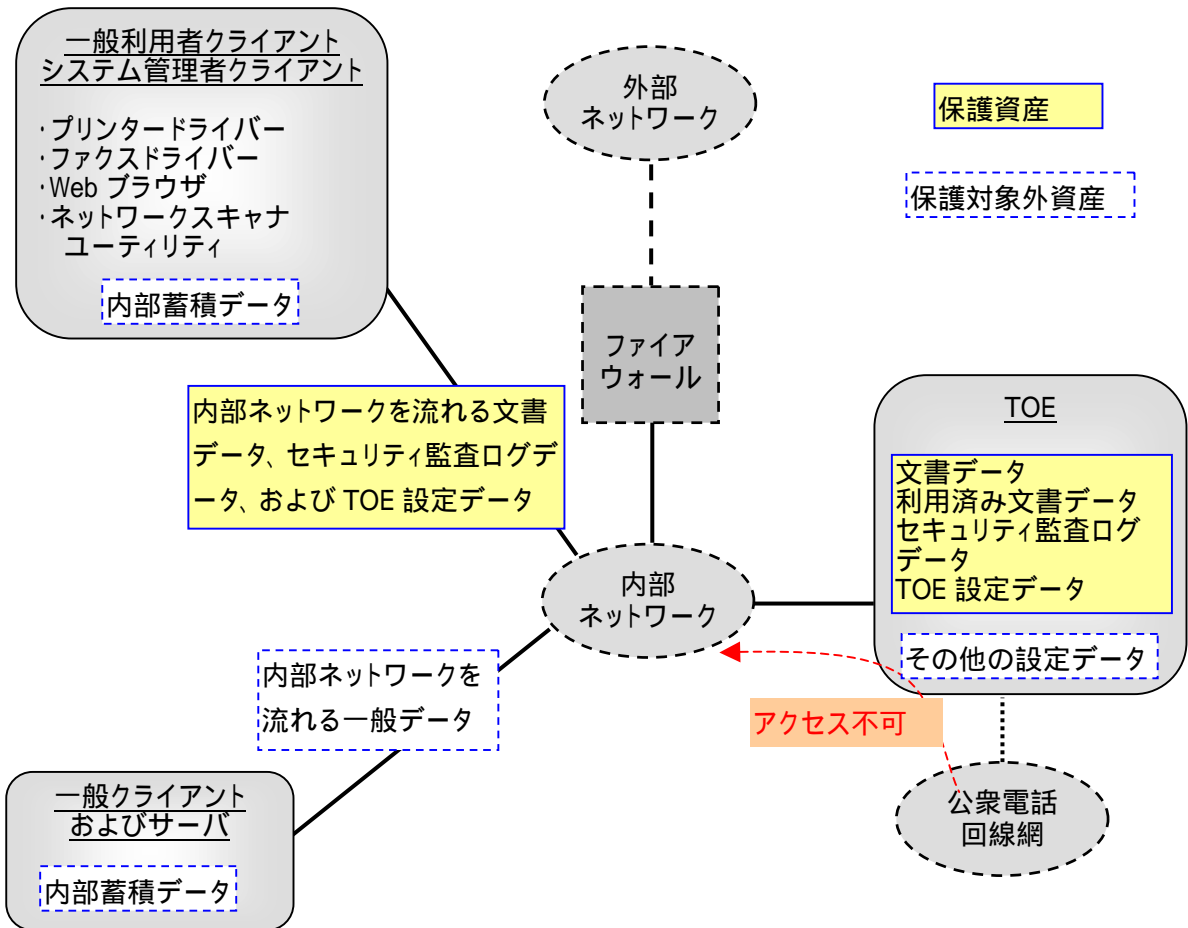 一般利用者クライアント
システム管理者クライアント
・プリンタードライバー
・ファクスドライバー
・Web ブラウザ
・ネットワークスキャナ
ユーティリティ
内部蓄積データ
外部
ネットワーク
保護資産
保護対象外資産
ファイア
ウォール
内部ネットワークを流れる文書
データ、セキュリティ監査ログデ
ータ、および TOE 設定データ
TOE
文書データ
利用済み文書データ
セキュリティ監査ログ
データ
TOE 設定データ
その他の設定データ
内部
ネットワーク
内部ネットワークを
流れる一般データ
アクセス不可
公衆電話
回線網
一般クライアント
およびサーバ
内部蓄積データ